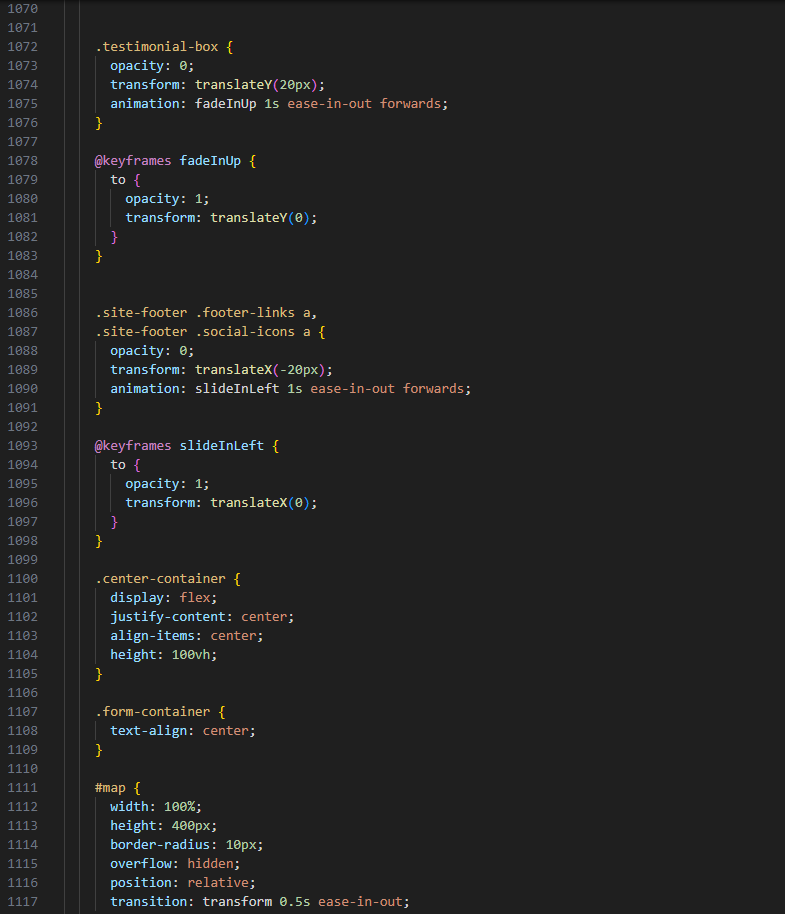 1070
1071
1072 .testimonial-box {
1073 opacity: 0;
1074 transform: translateY(20px);
1075 animation: fadeInUp 1s ease-in-out forwards;
1076 }
1077
1078 @keyframes fadeInUp {
1079 to {
1080 opacity: 1;
1081 transform: translateY(0);
1082 }
1083 }
1084
1085
1086 .site-footer .footer-links a,
1087 .site-footer .social-icons a {
1088 opacity: 0;
1089 transform: translateX(-20px);
1090 animation: slideInLeft 1s ease-in-out forwards;
1091 }
1092
1093 @keyframes slideInLeft {
1094 to {
1095 opacity: 1;
1096 transform: translateX(0);
1097 }
1098 }
1099
1100 .center-container {
1101 display: flex;
1102 justify-content: center;
1103 align-items: center;
1104 height: 100vh;
1105 }
1106
1107 .form-container {
1108 text-align: center;
1109 }
1110
1111 #map {
1112 width: 100%;
1113 height: 400px;
1114 border-radius: 10px;
1115 overflow: hidden;
1116 position: relative;
1117 transition: transform 0.5s ease-in-out;